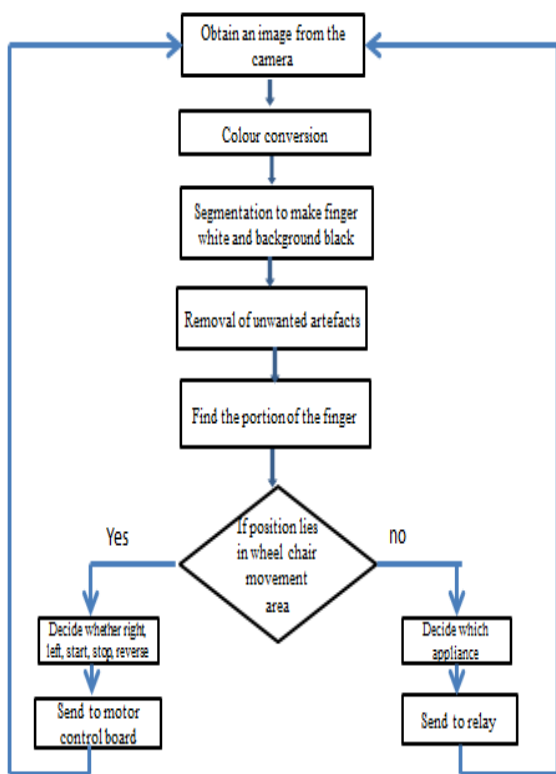 Obtain an image from the
camera
Colour conversion
Segmentation to make finger
white and background black
Removal of unwanted artefacts
Find the portion of the finger
If position lies
in wheel chair
movement
area
Yes
no
Decide whether right,
left, start, stop, reverse
Decide which
appliance
Send to motor
control board
Send to relay